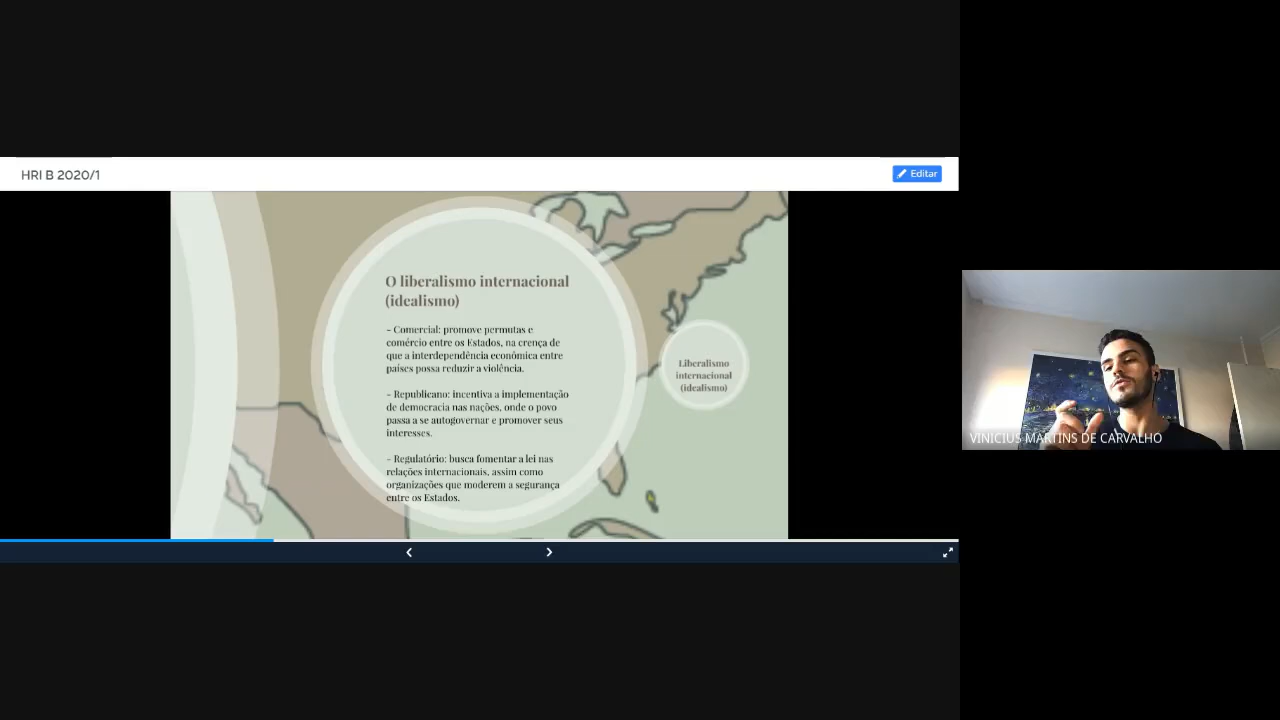 HRI B 2020/1
Editar
O liberalismo internacional
(idealismo)
- Comercial: promove permutas e
comércio entre os Estados, na crença de
que a interdependência econômica entre
países possa reduzir a violência.
- Republicano: incentiva a implementação
de democracia nas nações, onde o povo
passa a se autogovernar e promover seus
interesses.
- Regulatório: busca fomentar a lei nas
relações internacionais, assim como
organizações que moderem a segurança
entre os Estados.
Liberalismo
internacional
(idealismo)
VINICIUS MARTINS DE CARVALHO